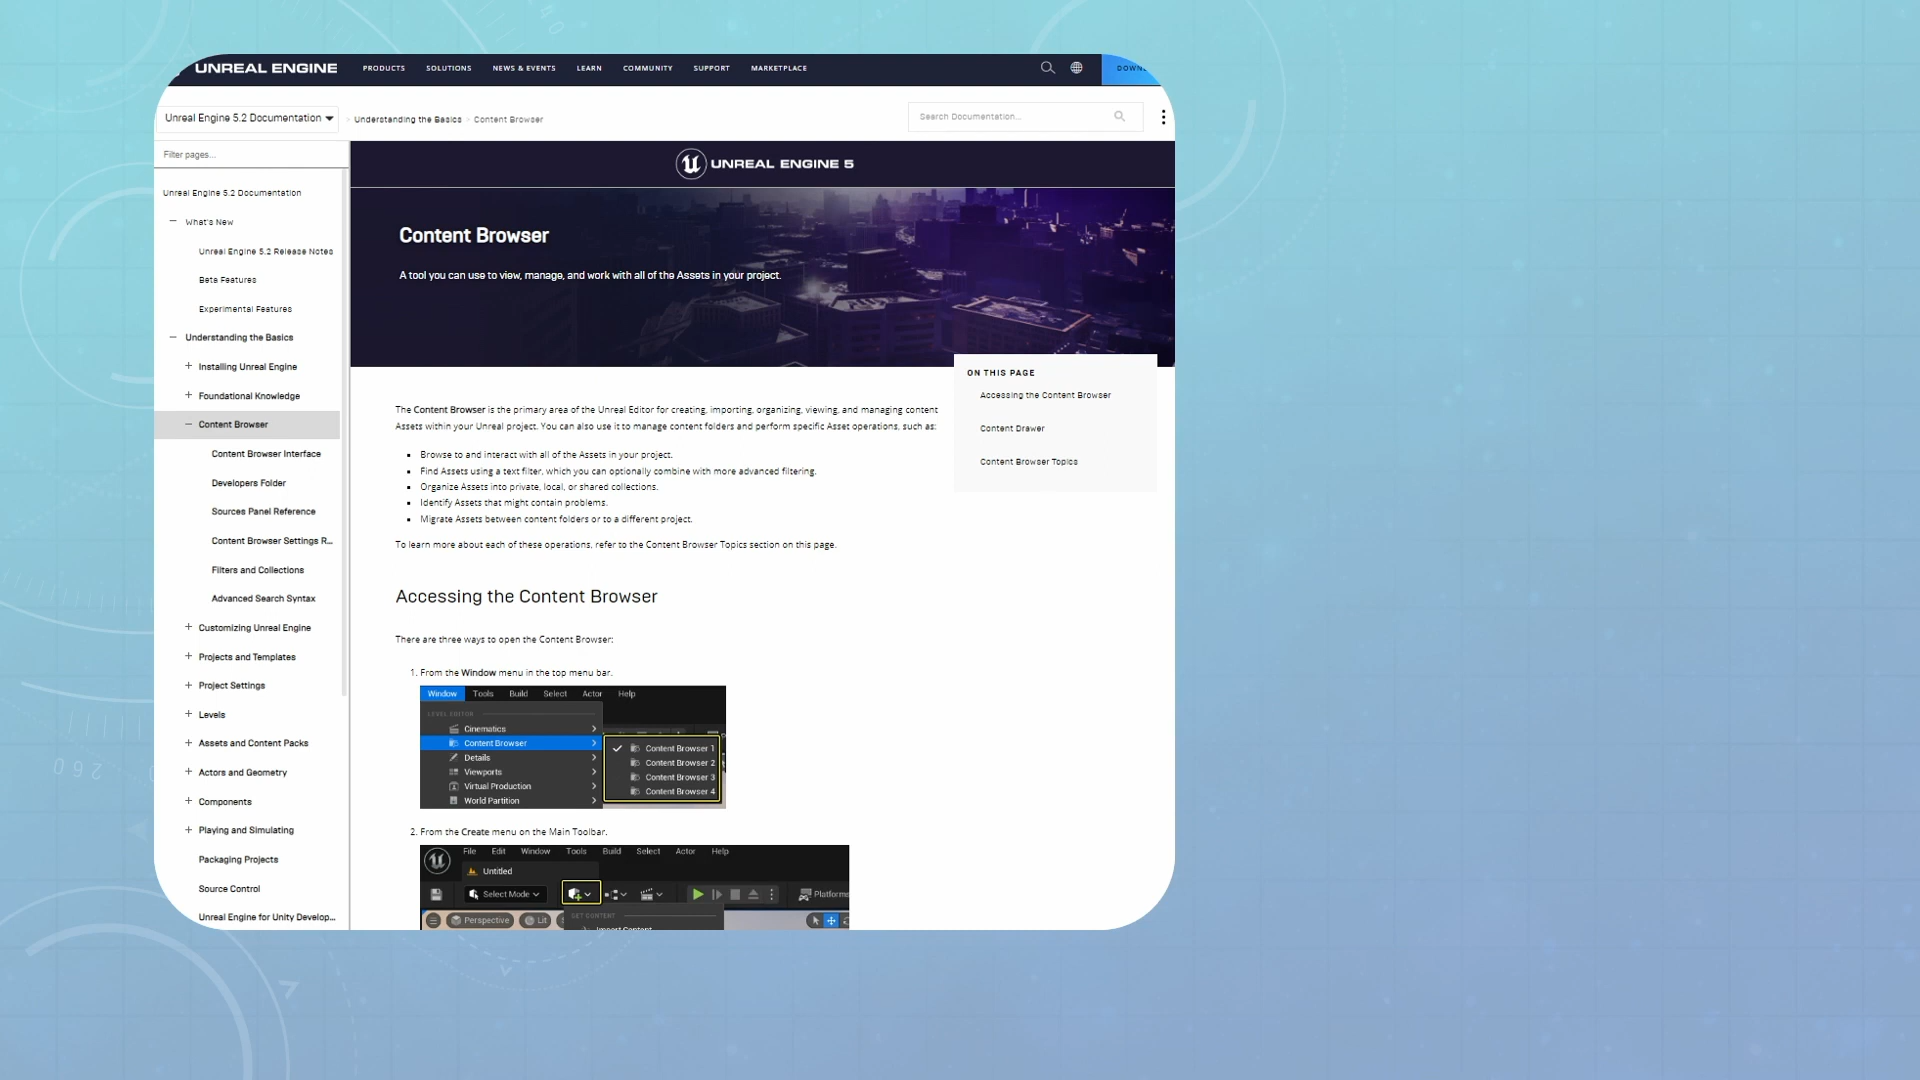 UNREAL ENGINE PRODUCTS SOLUTIONS NEWS & EVENTS LEARN COMMUNITY SUPPORT MARKETPLACE
Unreal Engine 5.2 Documentation > Understanding the Basics > Content Browser Search Documentation...
Filter pages...
Unreal Engine 5.2 Documentation
What's New
Unreal Engine 5.2 Release Notes
Beta Features
Experimental Features
Understanding the Basics
Installing Unreal Engine
Foundational Knowledge
Content Browser
Content Browser Interface
Developers Folder
Sources Panel Reference
Content Browser Settings R...
Filters and Collections
Advanced Search Syntax
Customizing Unreal Engine
Projects and Templates
Project Settings
Levels
Assets and Content Packs
Actors and Geometry
Components
Playing and Simulating
Packaging Projects
Source Control
Unreal Engine for Unity Develop...
UNREAL ENGINE 5
Content Browser
A tool you can use to view, manage, and work with all of the Assets in your project.
The Content Browser is the primary area of the Unreal Editor for creating, importing, organizing, viewing, and managing content
Assets within your Unreal project. You can also use it to manage content folders and perform specific Asset operations, such as:
Browse to and interact with all of the Assets in your project.
Find Assets using a text filter, which you can optionally combine with more advanced filtering.
Organize Assets into private, local, or shared collections.
Identify Assets that might contain problems.
Migrate Assets between content folders or to a different project.
To learn more about each of these operations, refer to the Content Browser Topics section on this page.
ON THIS PAGE
Accessing the Content Browser
Content Drawer
Content Browser Topics
Accessing the Content Browser
There are three ways to open the Content Browser:
1. From the Window menu in the top menu bar.
Window Tools Build Select Actor Help
LEVEL EDITOR
Cinematics
Content Browser
Details
Viewports
Virtual Production
World Partition
Content Browser 1
Content Browser 2
Content Browser 3
Content Browser 4
2. From the Create menu on the Main Toolbar.
File Edit Window Tools Build Select Actor Help
Untitled
Select Mode Platforms
Perspective Lit
GET CONTENT
Import Content
260